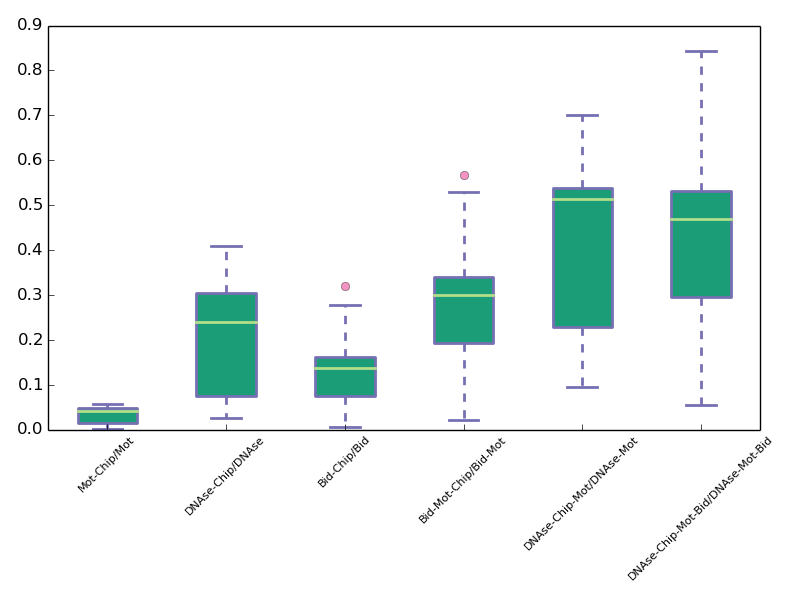 0.9
0.8
0.7
0.6
0.5
0.4
0.3
0.2
0.1
0.0
Mot-Chip/Mot
DNAse-Chip/DNAse
Bid-Chip/Bid
Bid-Mot-Chip/Bid-Mot
DNAse-Chip-Mot/DNAse-Mot
DNAse-Chip-Mot-Bid/DNAse-Mot-Bid